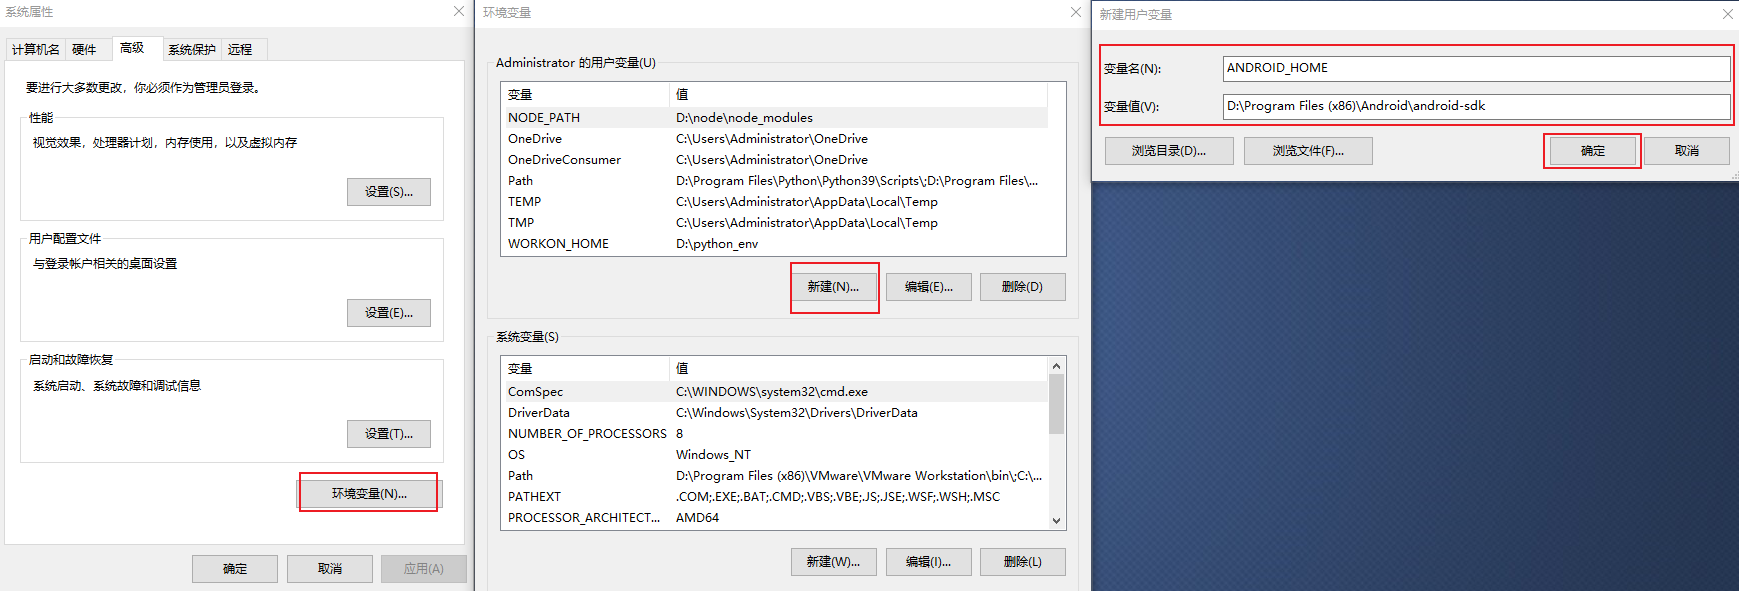 系统属性
计算机名 硬件 高级 系统保护 远程
要进行大多数更改，你必须作为管理员登录。
性能
视觉效果，处理器计划，内存使用，以及虚拟内存
设置(S)...
用户配置文件
与登录帐户相关的桌面设置
设置(E)...
启动和故障恢复
系统启动、系统故障和调试信息
设置(T)...
环境变量(N)...
确定 取消 应用(A)
环境变量
Administrator 的用户变量(U)
变量 值
NODE_PATH D:\node\node_modules
OneDrive C:\Users\Administrator\OneDrive
OneDriveConsumer C:\Users\Administrator\OneDrive
Path D:\Program Files\Python\Python39\Scripts\;D:\Program Files\...
TEMP C:\Users\Administrator\AppData\Local\Temp
TMP C:\Users\Administrator\AppData\Local\Temp
WORKON_HOME D:\python_env
新建(N)... 编辑(E)... 删除(D)
系统变量(S)
变量 值
ComSpec C:\WINDOWS\system32\cmd.exe
DriverData C:\Windows\System32\Drivers\DriverData
NUMBER_OF_PROCESSORS 8
OS Windows_NT
Path D:\Program Files (x86)\VMware\VMware Workstation\bin\;C:\...
PATHEXT .COM;.EXE;.BAT;.CMD;.VBS;.VBE;.JS;.JSE;.WSF;.WSH;.MSC
PROCESSOR_ARCHITECT... AMD64
新建(W)... 编辑(I)... 删除(L)
新建用户变量
变量名(N): ANDROID_HOME
变量值(V): D:\Program Files (x86)\Android\android-sdk
浏览目录(D)... 浏览文件(F)... 确定 取消